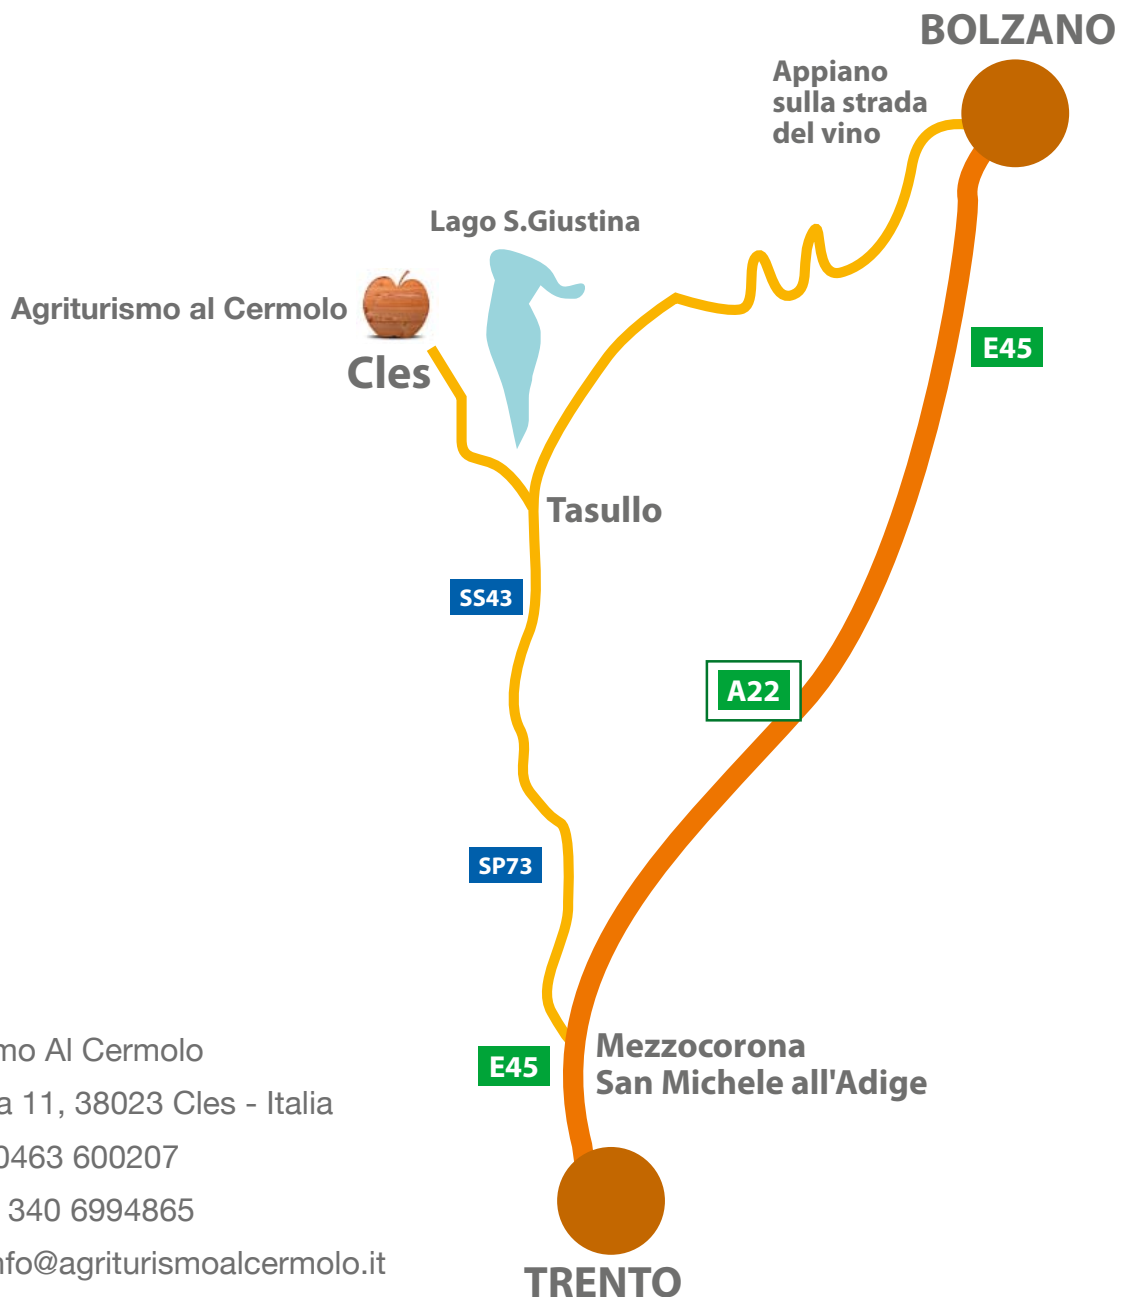 BOLZANO
Appiano
sulla strada
del vino
Lago S.Giustina
Agriturismo al Cermolo
Cles
E45
Tasullo
SS43
A22
SP73
Mezzocorona
San Michele all'Adige
E45
TRENTO
mo Al Cermolo
a 11, 38023 Cles - Italia
0463 600207
340 6994865
nfo@agriturismoalcermolo.it